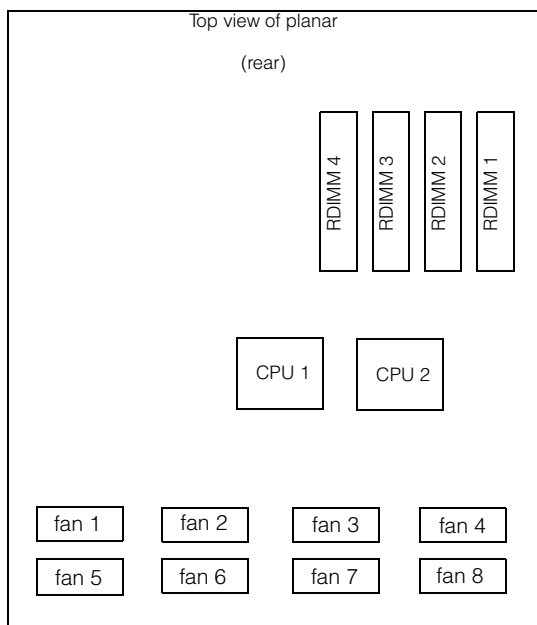 Top view of planar
(rear)
RDIMM 4
RDIMM 3
RDIMM 2
RDIMM 1
CPU 1
CPU 2
fan 1
fan 2
fan 3
fan 4
fan 5
fan 6
fan 7
fan 8